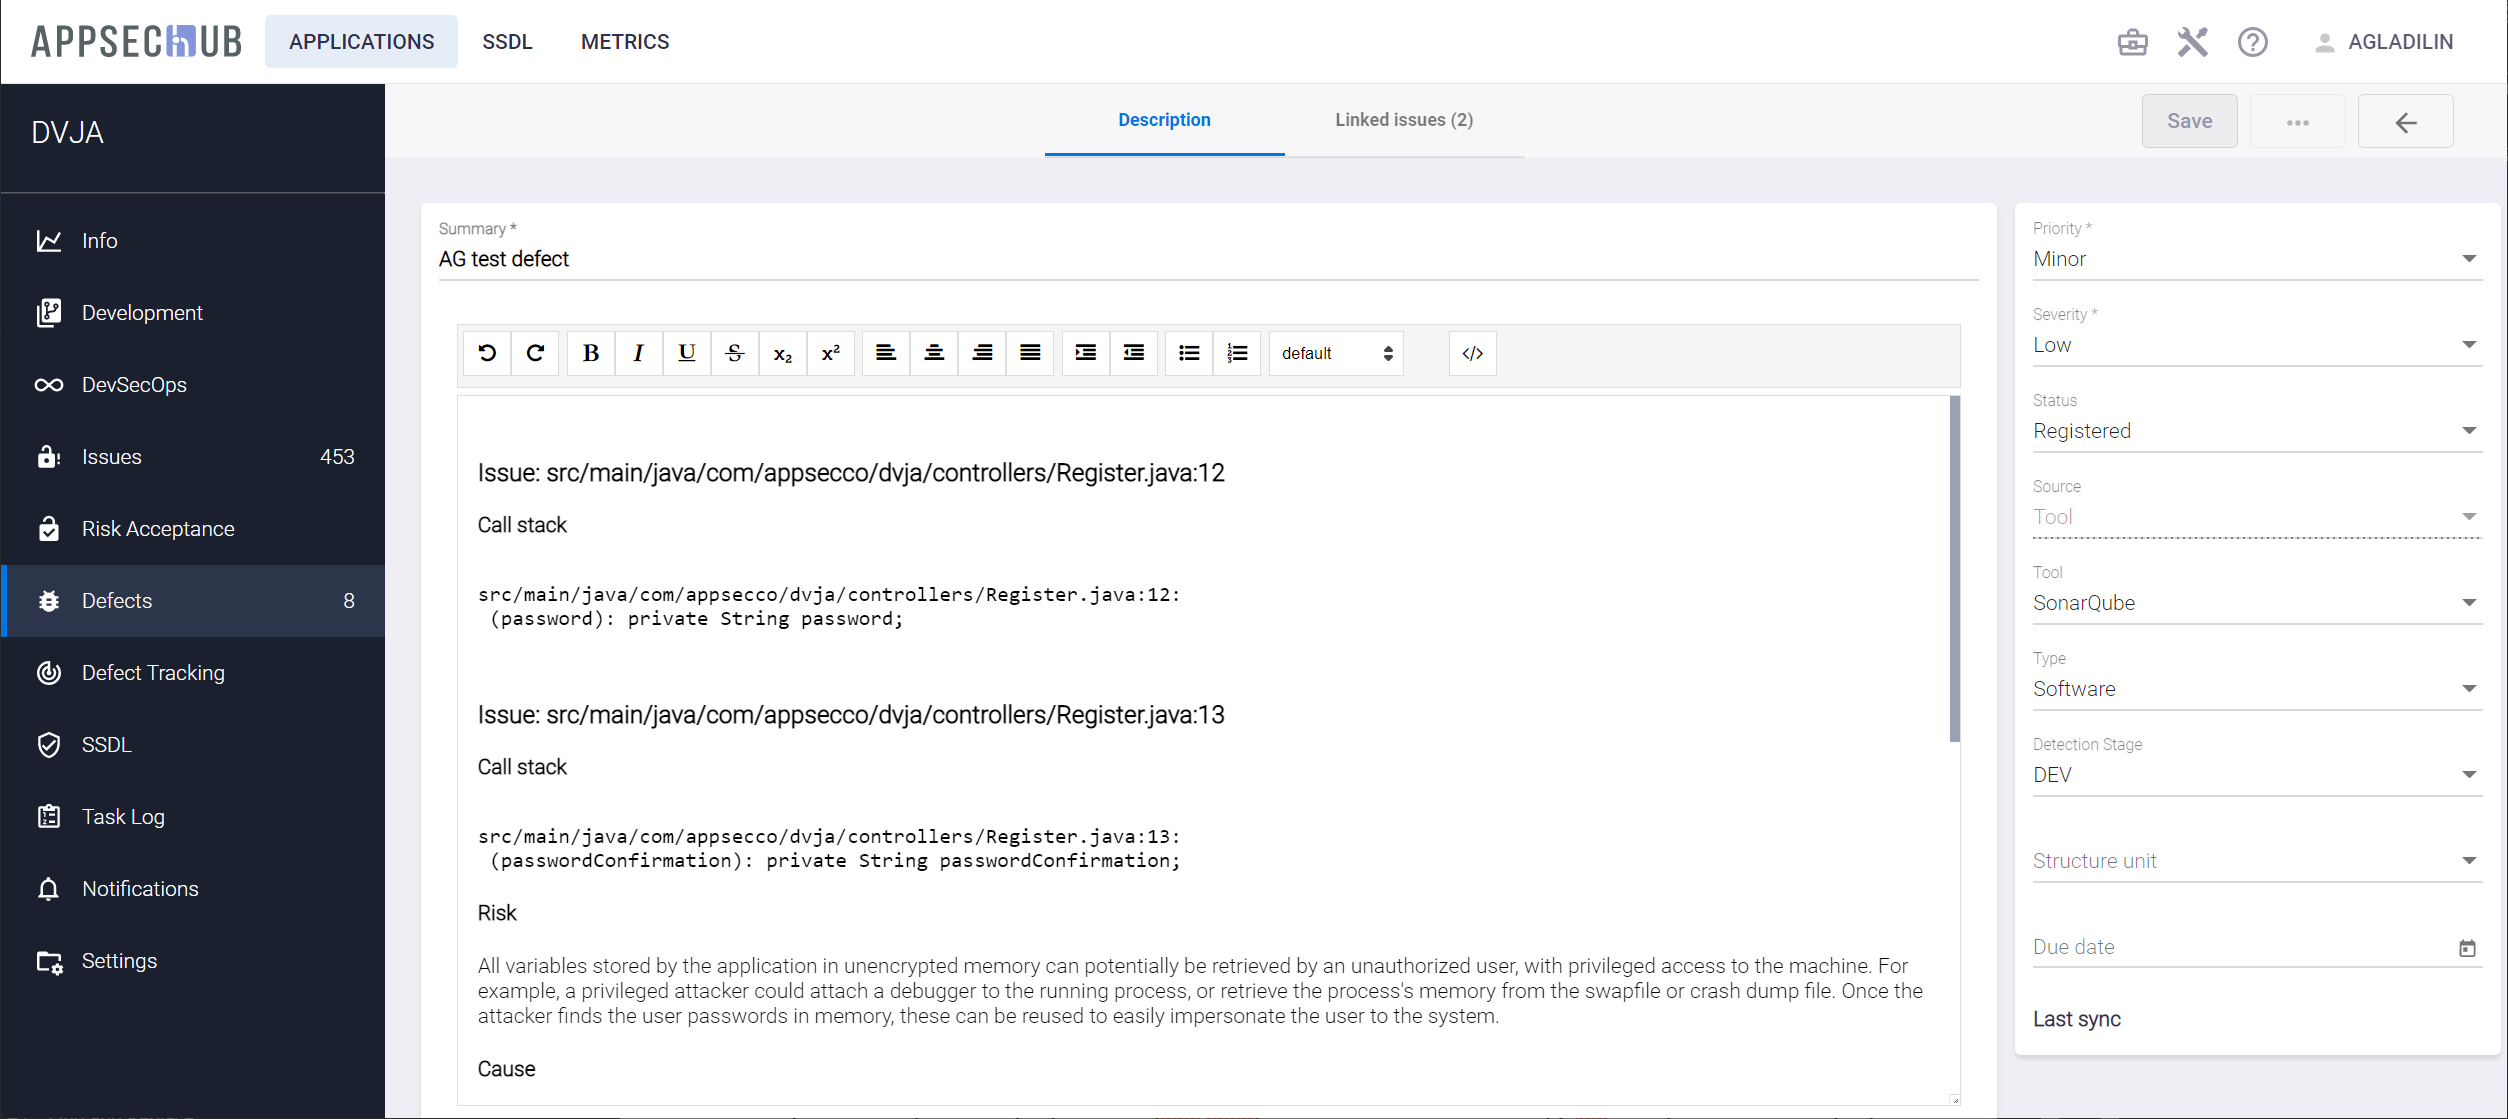 APPSECHUB
APPLICATIONS
SSDL
METRICS
AGLADILIN
DVJA
Description
Linked issues (2)
Save
Info
Development
DevSecOps
Issues 453
Risk Acceptance
Defects 8
Defect Tracking
SSDL
Task Log
Notifications
Settings
Summary *
AG test defect
B I U S x₂ x²
default
</>
Issue: src/main/java/com/appsecco/dvja/controllers/Register.java:12
Call stack
src/main/java/com/appsecco/dvja/controllers/Register.java:12:
(password): private String password;
Issue: src/main/java/com/appsecco/dvja/controllers/Register.java:13
Call stack
src/main/java/com/appsecco/dvja/controllers/Register.java:13:
(passwordConfirmation): private String passwordConfirmation;
Risk
All variables stored by the application in unencrypted memory can potentially be retrieved by an unauthorized user, with privileged access to the machine. For
example, a privileged attacker could attach a debugger to the running process, or retrieve the process's memory from the swapfile or crash dump file. Once the
attacker finds the user passwords in memory, these can be reused to easily impersonate the user to the system.
Cause
Priority *
Minor
Severity *
Low
Status
Registered
Source
Tool
Tool
SonarQube
Type
Software
Detection Stage
DEV
Structure unit
Due date
Last sync